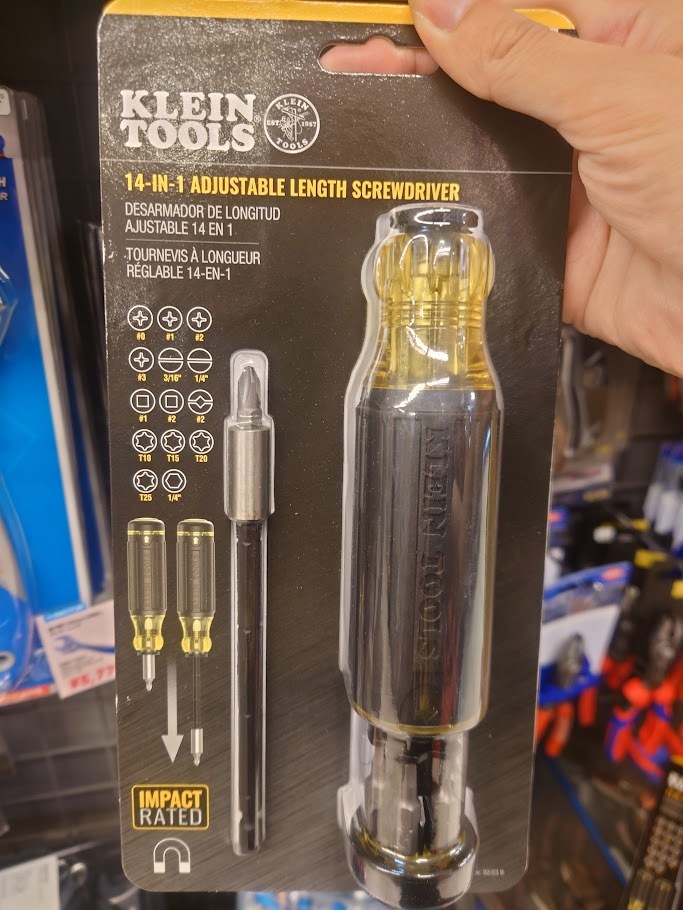 KLEIN
TOOLS®
KLEIN
EST. 1857
TOOLS
14-IN-1 ADJUSTABLE LENGTH SCREWDRIVER
DESARMADOR DE LONGITUD
AJUSTABLE 14 EN 1
TOURNEVIS À LONGUEUR
RÉGLABLE 14-EN-1
#0 #1 #2
#3 3/16" 1/4"
#1 #2 #2
T10 T15 T20
T25 1/4"
KLEIN TOOLS
IMPACT
RATED